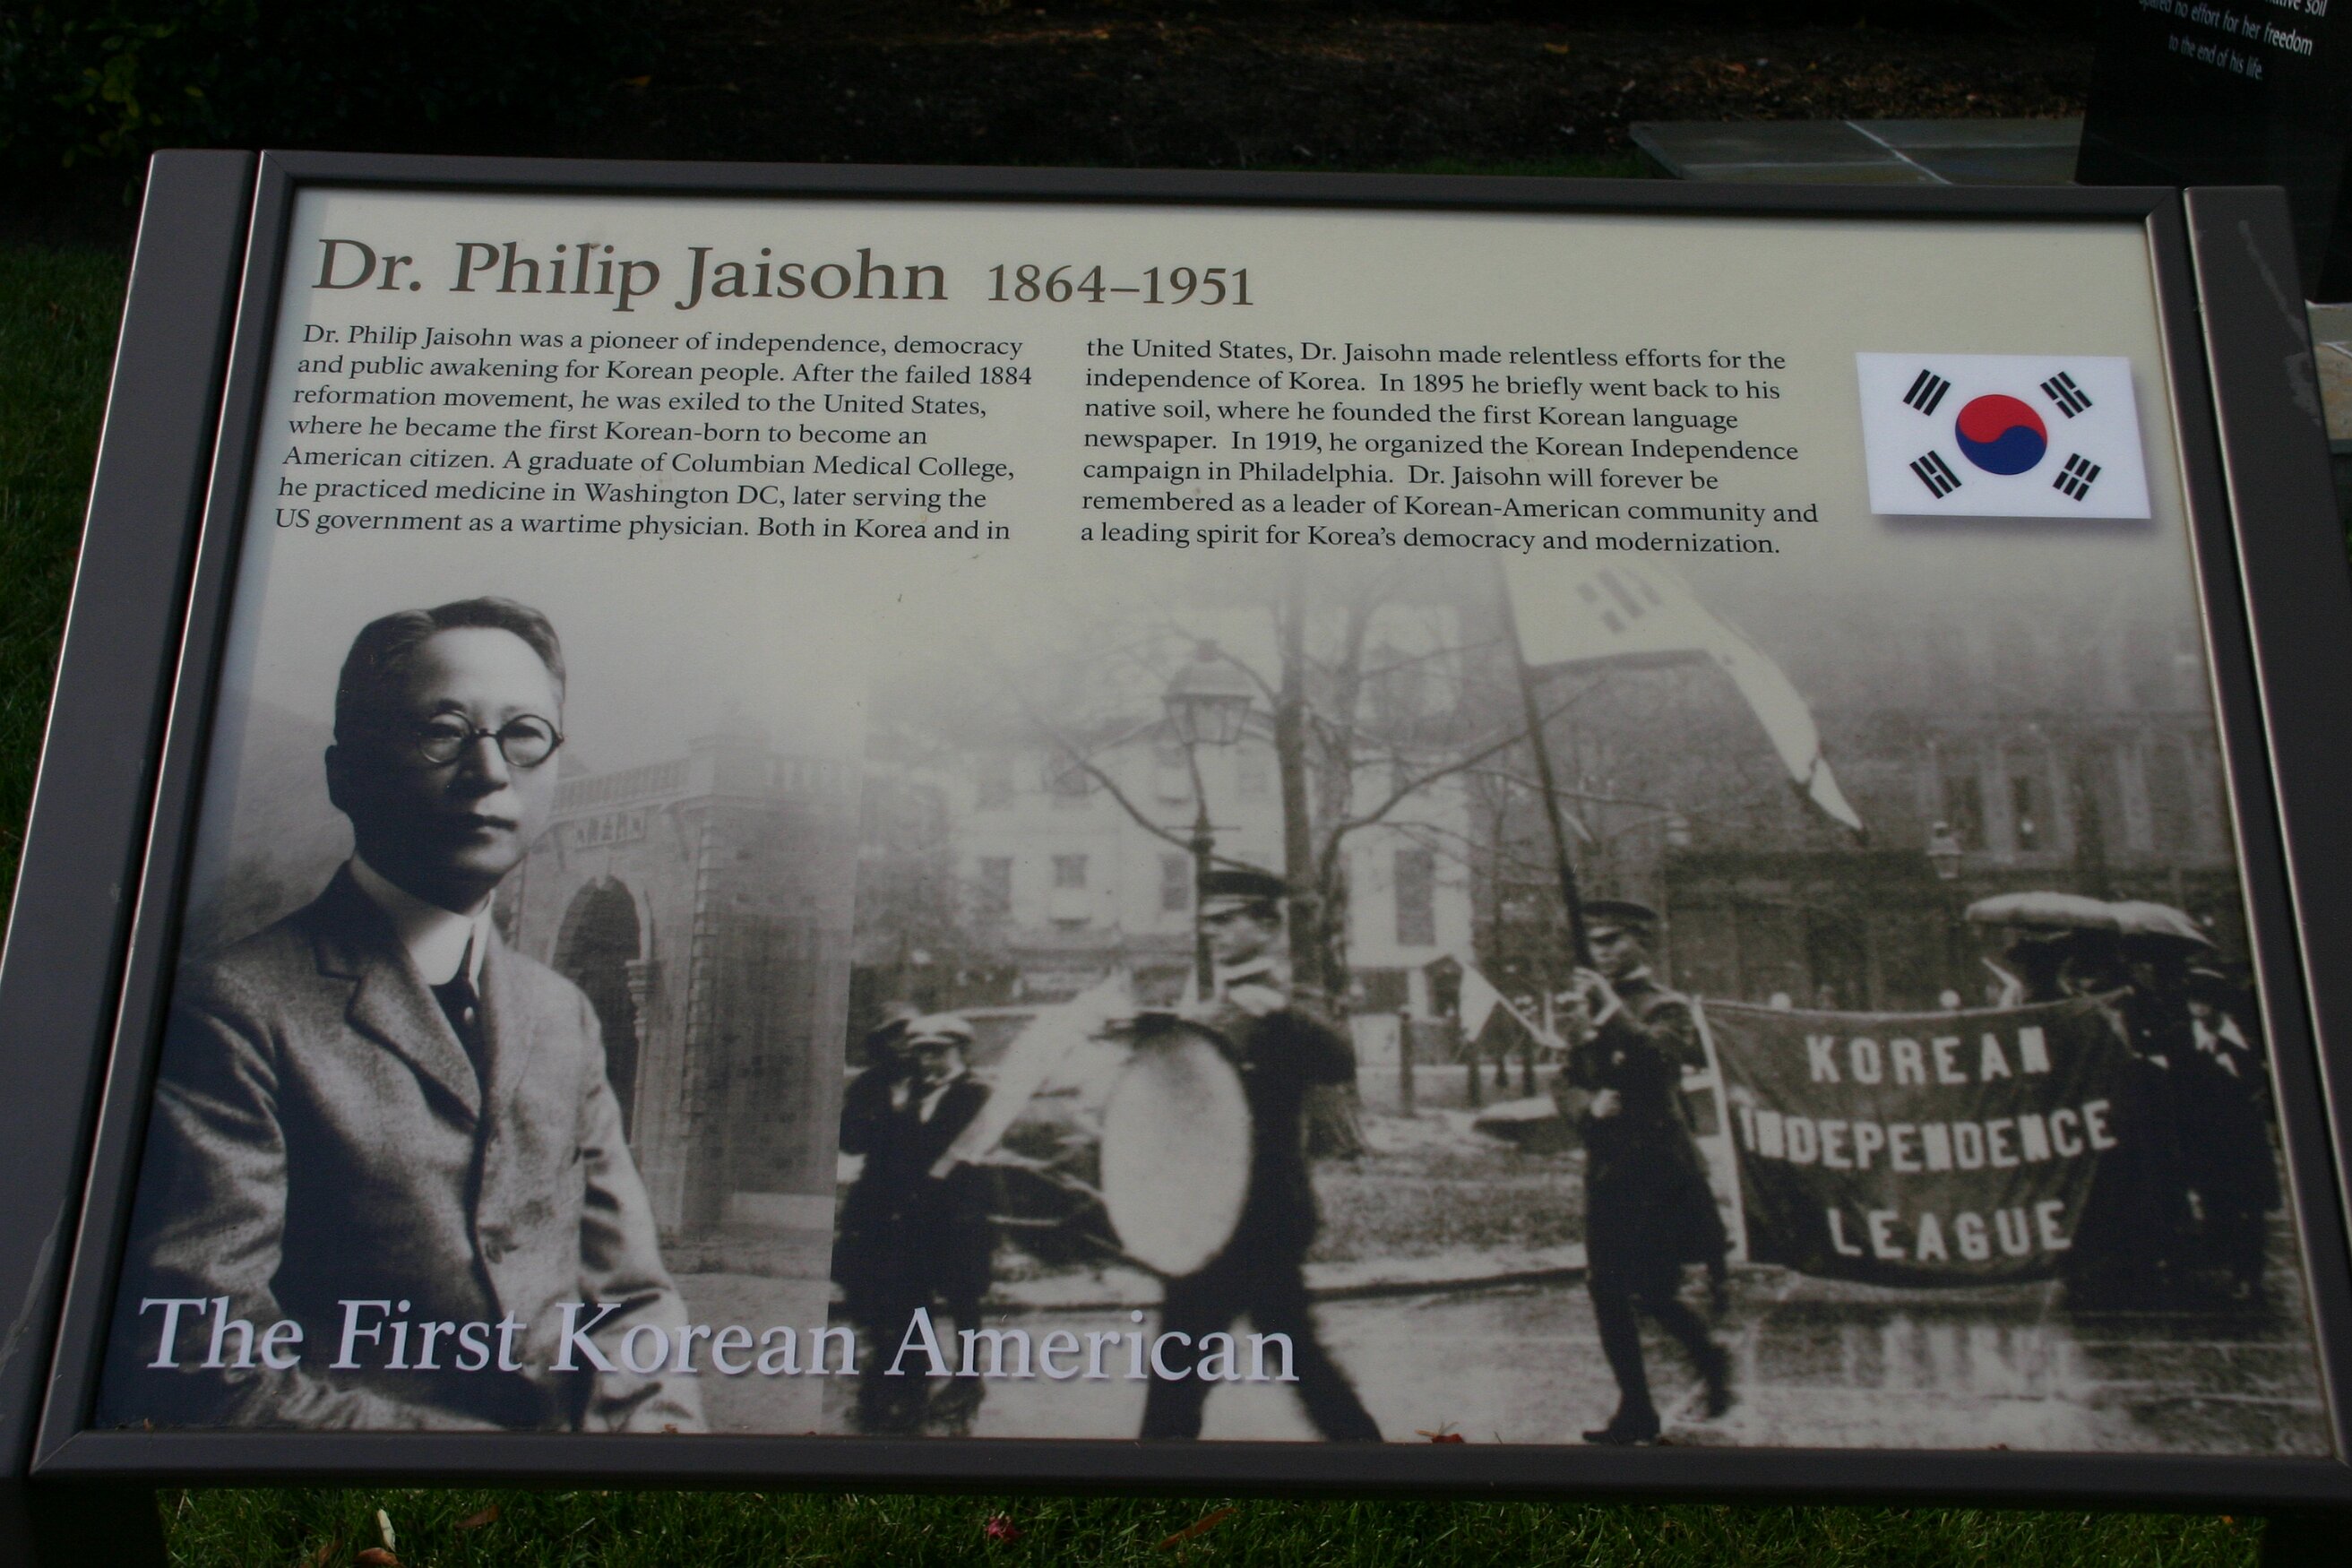 ative soil
no effort for her freedom
to the end of his life.
Dr. Philip Jaisohn 1864–1951
Dr. Philip Jaisohn was a pioneer of independence, democracy
and public awakening for Korean people. After the failed 1884
reformation movement, he was exiled to the United States,
where he became the first Korean-born to become an
American citizen. A graduate of Columbian Medical College,
he practiced medicine in Washington DC, later serving the
US government as a wartime physician. Both in Korea and in
the United States, Dr. Jaisohn made relentless efforts for the
independence of Korea. In 1895 he briefly went back to his
native soil, where he founded the first Korean language
newspaper. In 1919, he organized the Korean Independence
campaign in Philadelphia. Dr. Jaisohn will forever be
remembered as a leader of Korean-American community and
a leading spirit for Korea's democracy and modernization.
KOREAN
INDEPENDENCE
LEAGUE
The First Korean American